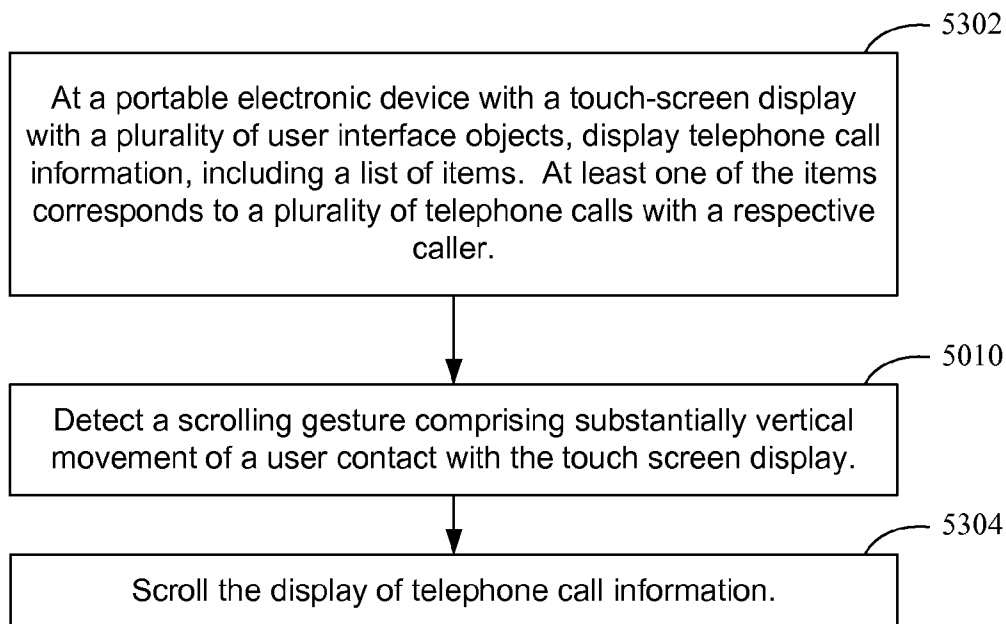 5302
At a portable electronic device with a touch-screen display
with a plurality of user interface objects, display telephone call
information, including a list of items. At least one of the items
corresponds to a plurality of telephone calls with a respective
caller.
5010
Detect a scrolling gesture comprising substantially vertical
movement of a user contact with the touch screen display.
5304
Scroll the display of telephone call information.